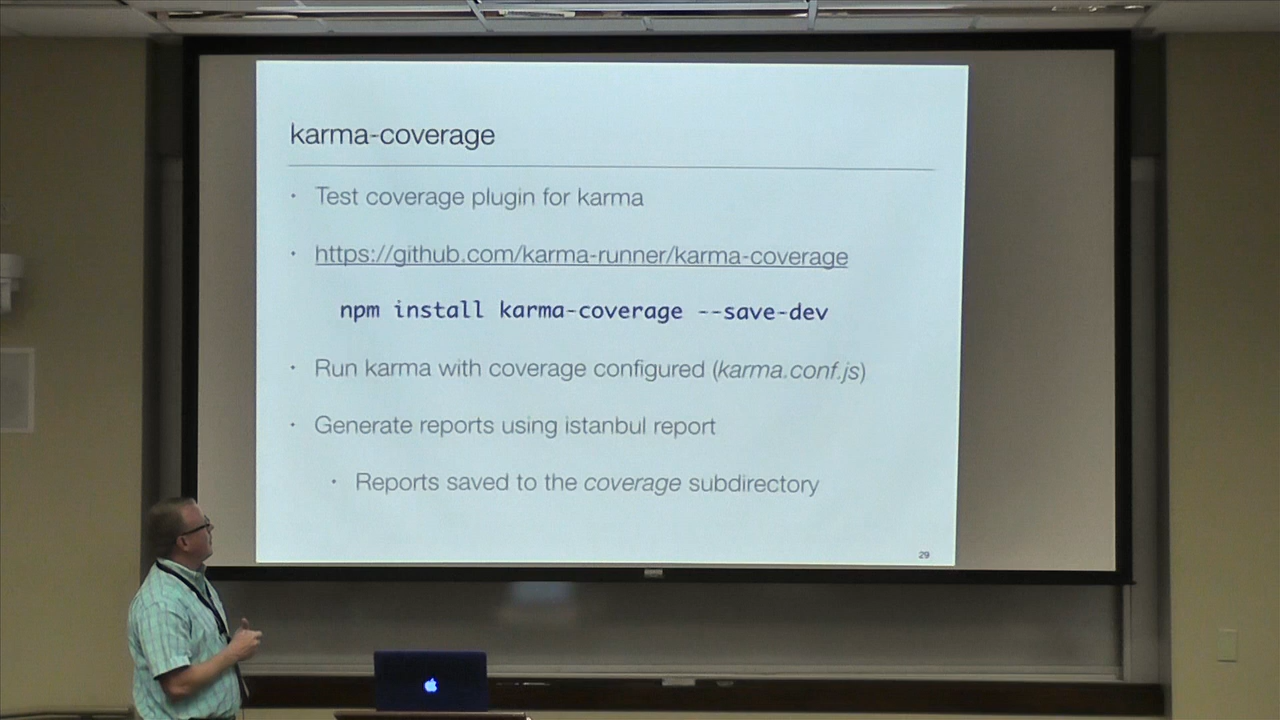 karma-coverage
• Test coverage plugin for karma
• https://github.com/karma-runner/karma-coverage
npm install karma-coverage --save-dev
• Run karma with coverage configured (karma.conf.js)
• Generate reports using istanbul report
• Reports saved to the coverage subdirectory
29